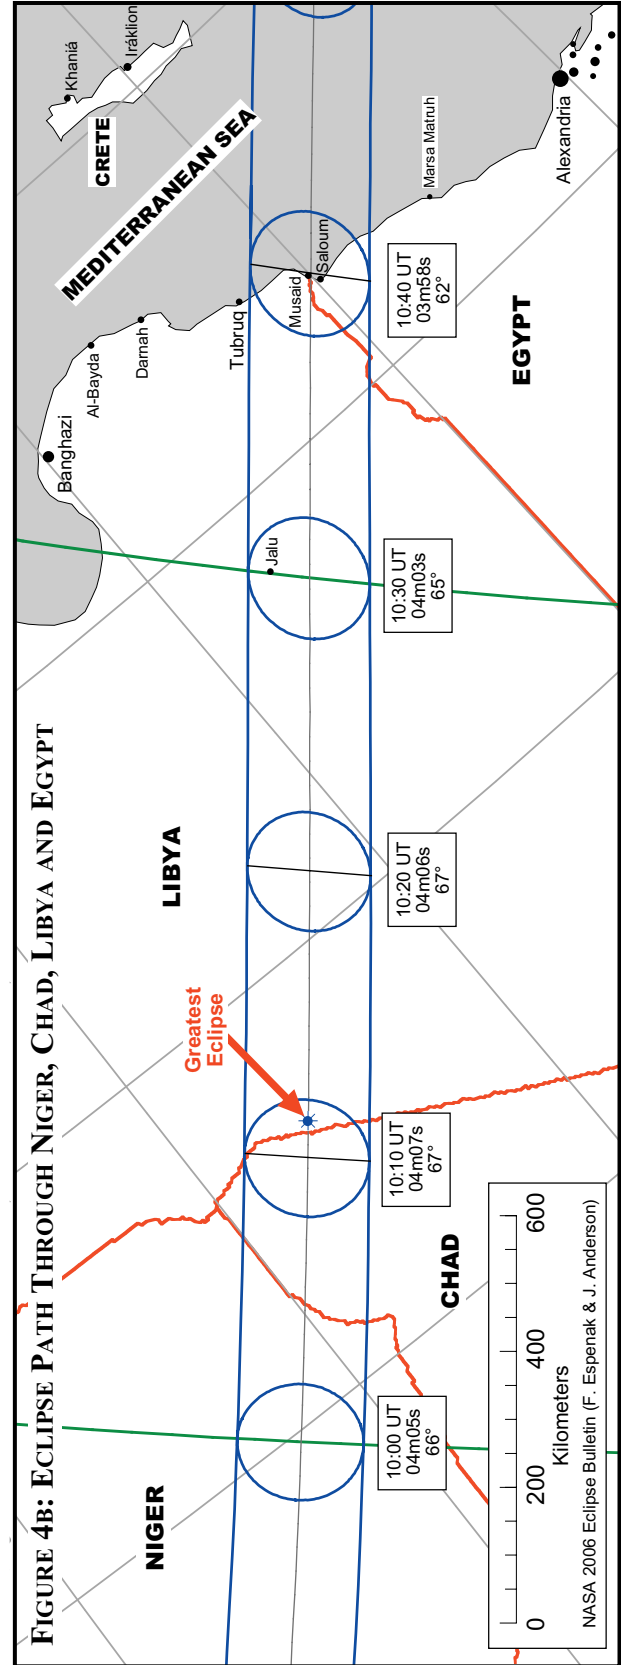 FIGURE 4B: ECLIPSE PATH THROUGH NIGER, CHAD, LIBYA AND EGYPT
Khaniá
Iráklion
CRETE
MEDITERRANEAN SEA
Banghazi
Al-Bayda
Darnah
Tubruq
Musaid
Saloum
Marsa Matruh
Alexandria
Jalu
LIBYA
EGYPT
NIGER
CHAD
Greatest
Eclipse
10:00 UT
04m05s
66°
10:10 UT
04m07s
67°
10:20 UT
04m06s
67°
10:30 UT
04m03s
65°
10:40 UT
03m58s
62°
0 200 400 600
Kilometers
NASA 2006 Eclipse Bulletin (F. Espenak & J. Anderson)